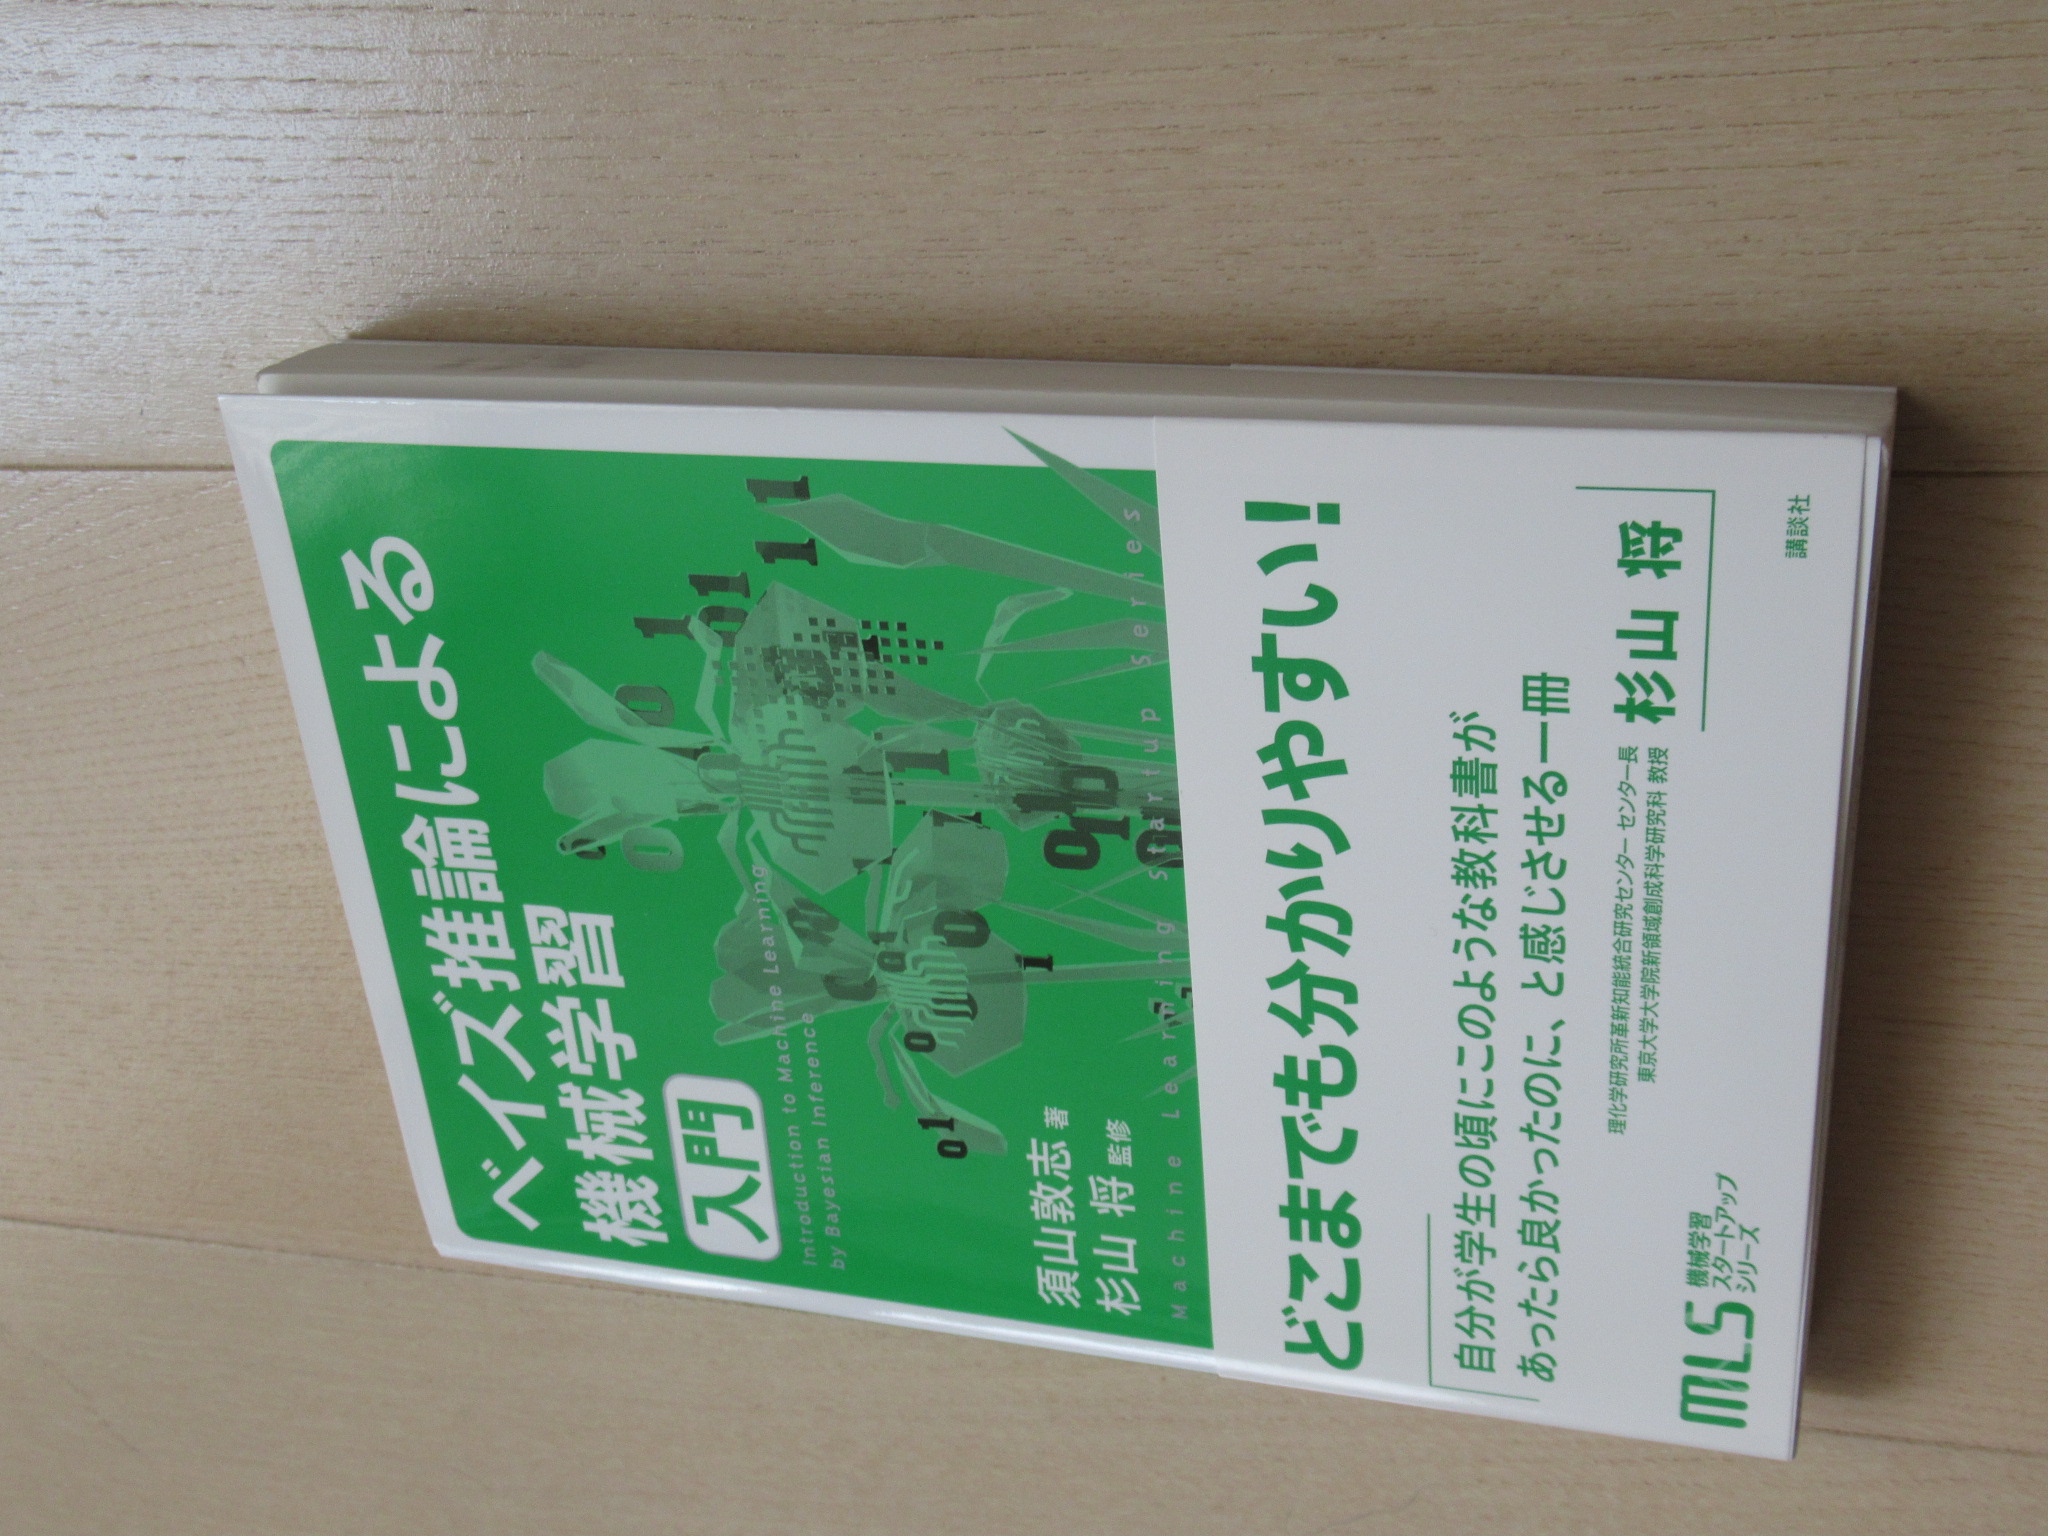 ベイズ推論による
機械学習
入門
Introduction to Machine Learning
by Bayesian Inference
須山敦志 著
杉山 将 監修
Machine Learning Startup Series
どこまでも分かりやすい!
自分が学生の頃にこのような教科書が
あったら良かったのに、と感じさせる一冊
理化学研究所革新知能統合研究センター センター長
東京大学大学院新領域創成科学研究科 教授
杉山 将
MLS
機械学習
スタートアップ
シリーズ
講談社